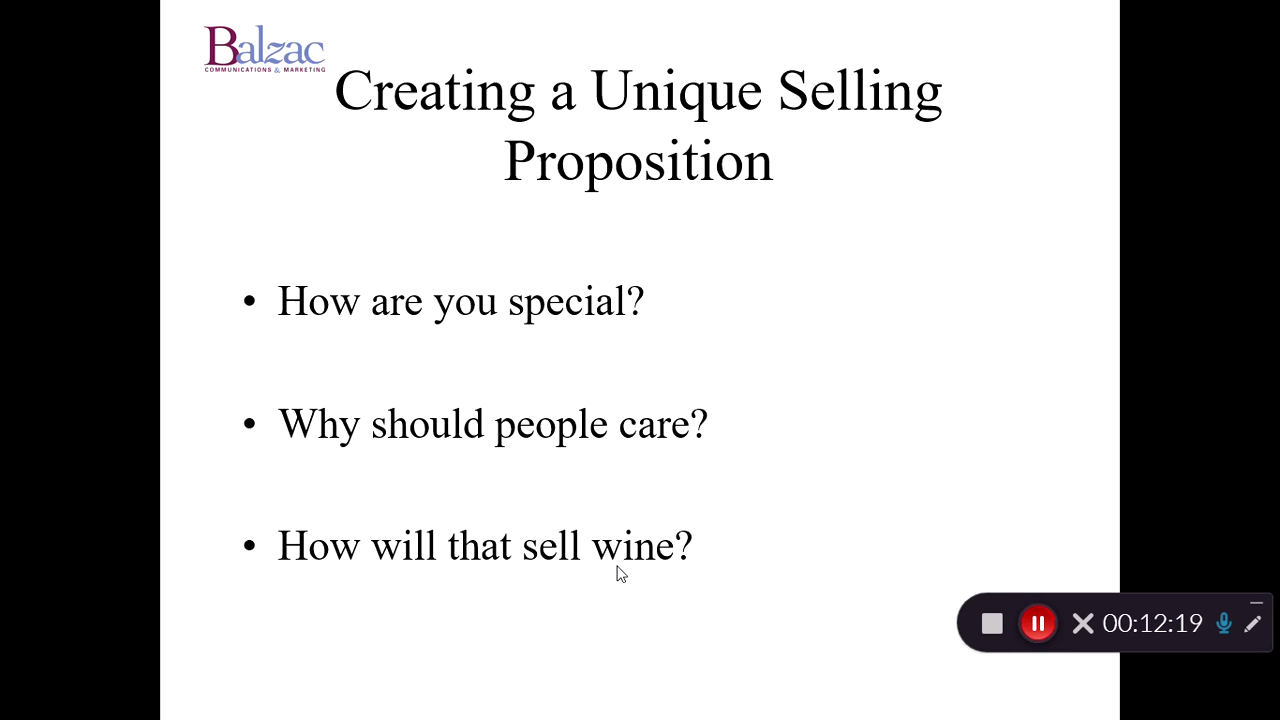 Balzac
COMMUNICATIONS & MARKETING
Creating a Unique Selling
Proposition
• How are you special?
• Why should people care?
• How will that sell wine?
00:12:19